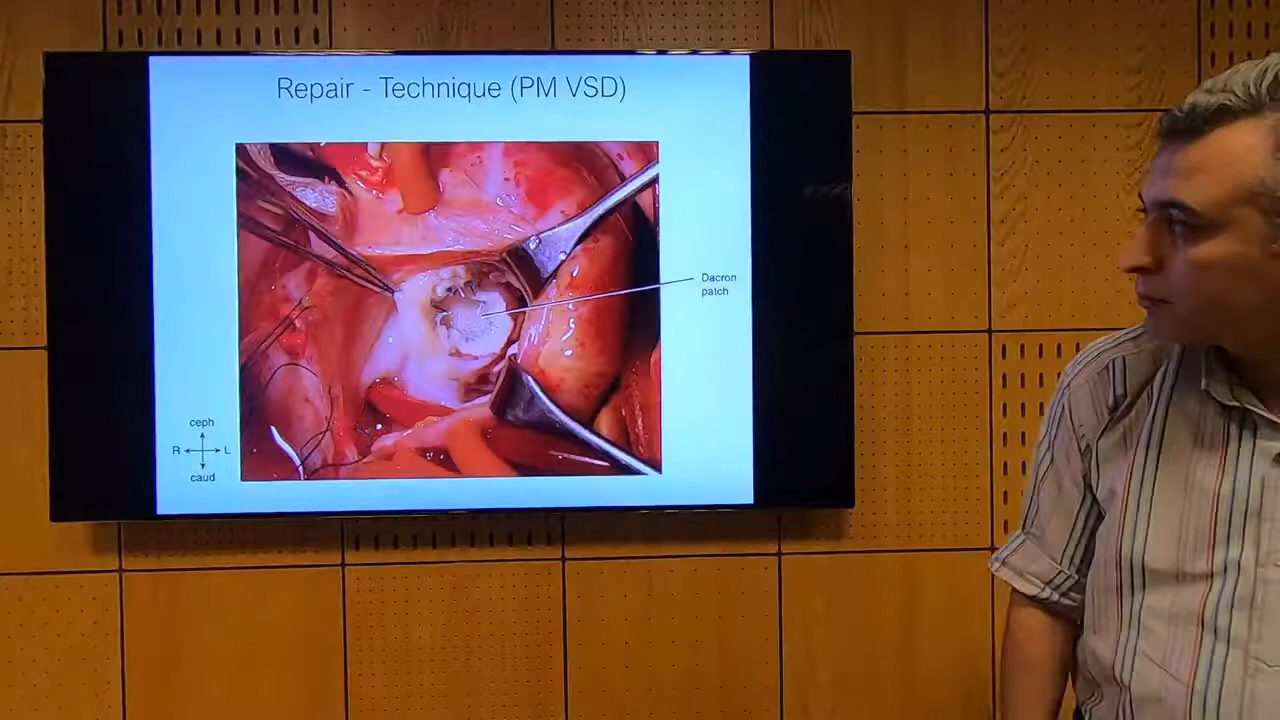 Repair - Technique (PM VSD)
Dacron
patch
ceph
R L
caud